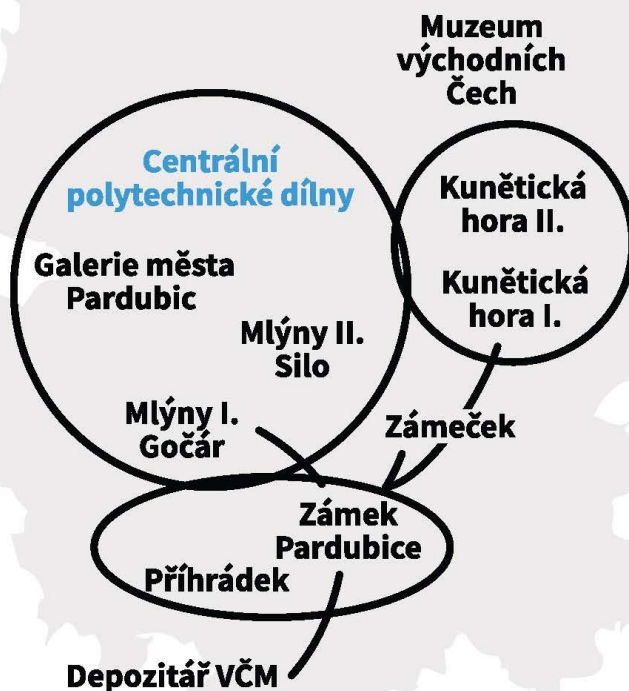 Muzeum
východních
Čech
Centrální
polytechnické dílny
Kunětická
hora II.
Galerie města
Pardubic
Kunětická
hora I.
Mlýny II.
Silo
Mlýny I.
Gočár
Zámeček
Zámek
Pardubice
Příhrádek
Depozitář VČM